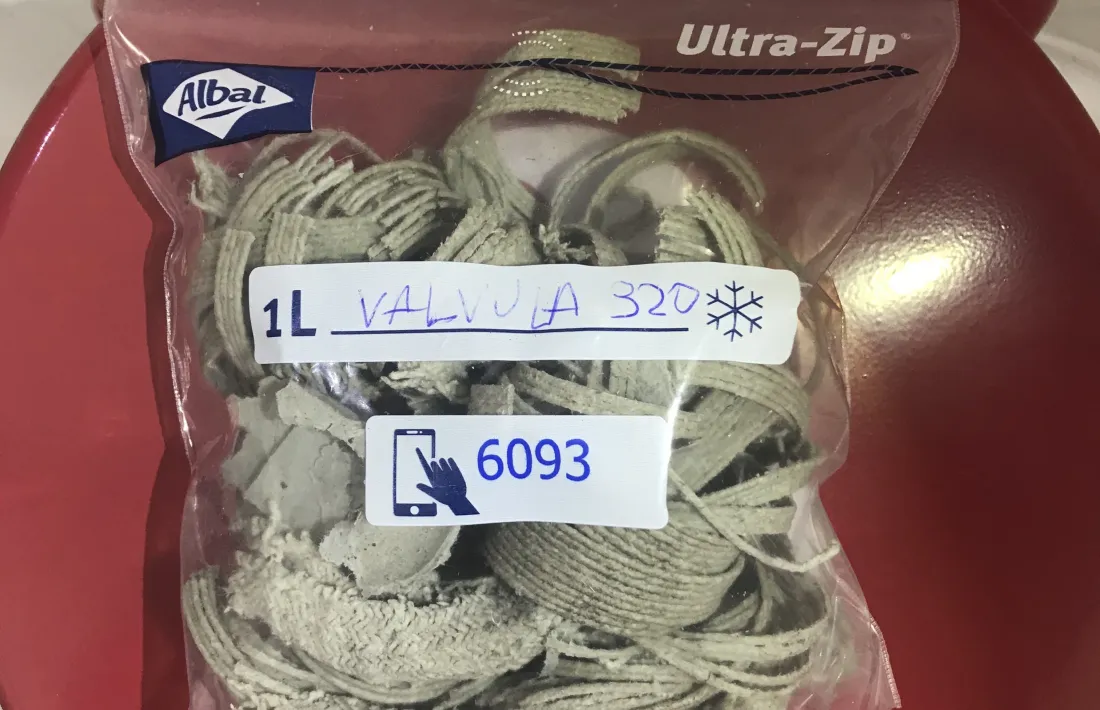 Ultra-Zip®
Albal
1L VALVULA 320
6093